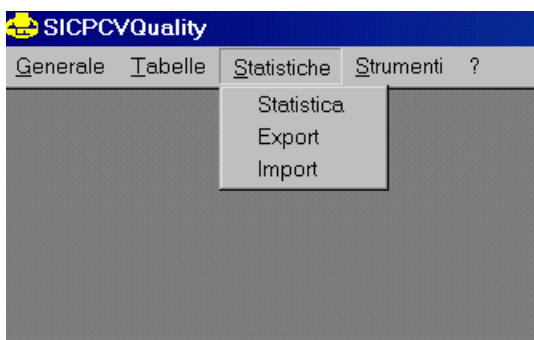 SICPCVQuality
Generale Tabelle Statistiche Strumenti ?
Statistica
Export
Import